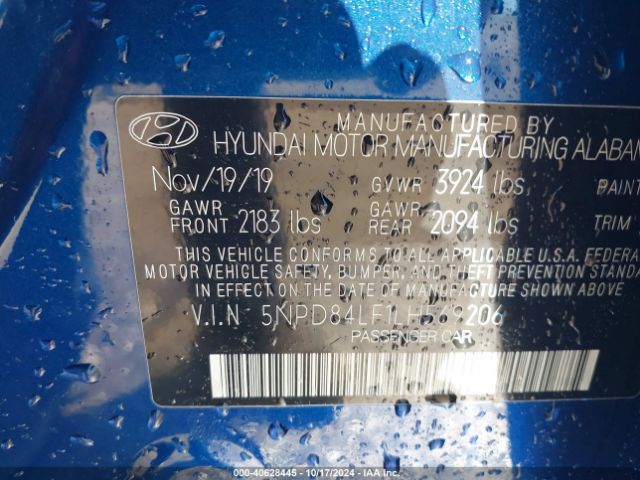 MANUFACTURED BY
HYUNDAI MOTOR MANUFACTURING ALABAM
Nov/19/19 GVWR 3924 lbs PAINT
GAWR FRONT 2183 lbs GAWR REAR 2094 lbs TRIM
THIS VEHICLE CONFORMS TO ALL APPLICABLE U.S.A. FEDERA
MOTOR VEHICLE SAFETY, BUMPER, AND THEFT PREVENTION STANDA
IN EFFECT ON THE DATE OF MANUFACTURE SHOWN ABOVE
V.I.N 5NPD84LF1LH569206
PASSENGER CAR
000-40628445 - 10/17/2024 - IAA Inc.